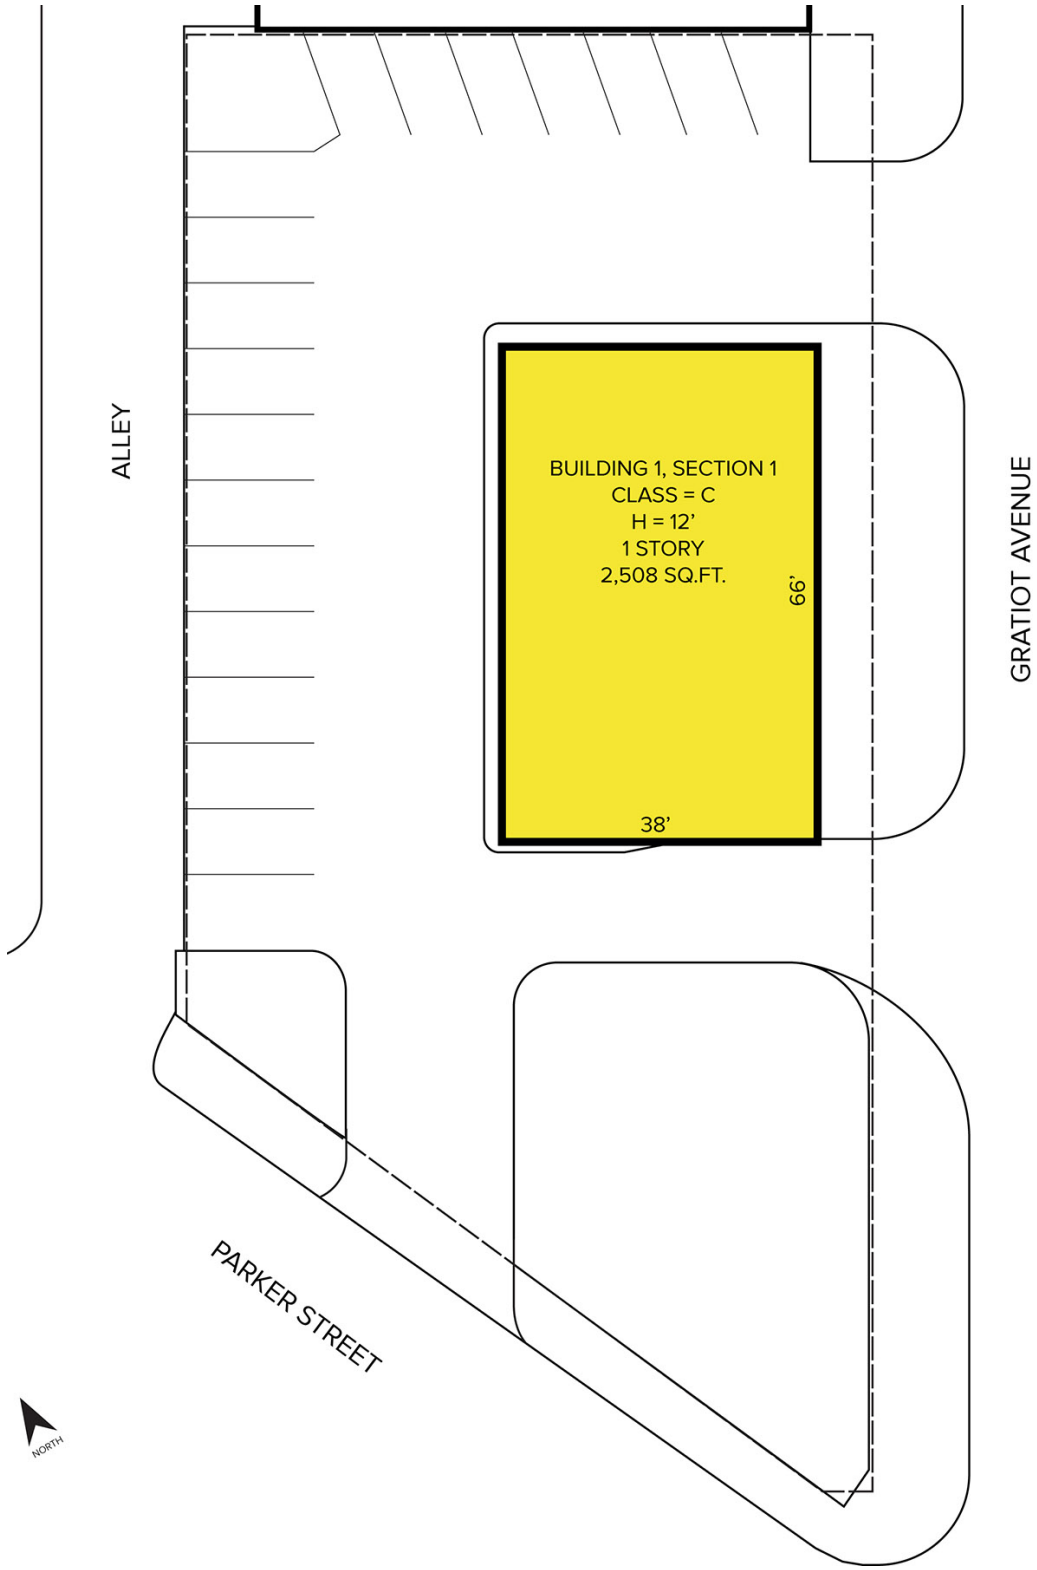 ALLEY
BUILDING 1, SECTION 1
CLASS = C
H = 12’
1 STORY
2,508 SQ.FT.
66’
38’
GRATIOT AVENUE
PARKER STREET
NORTH